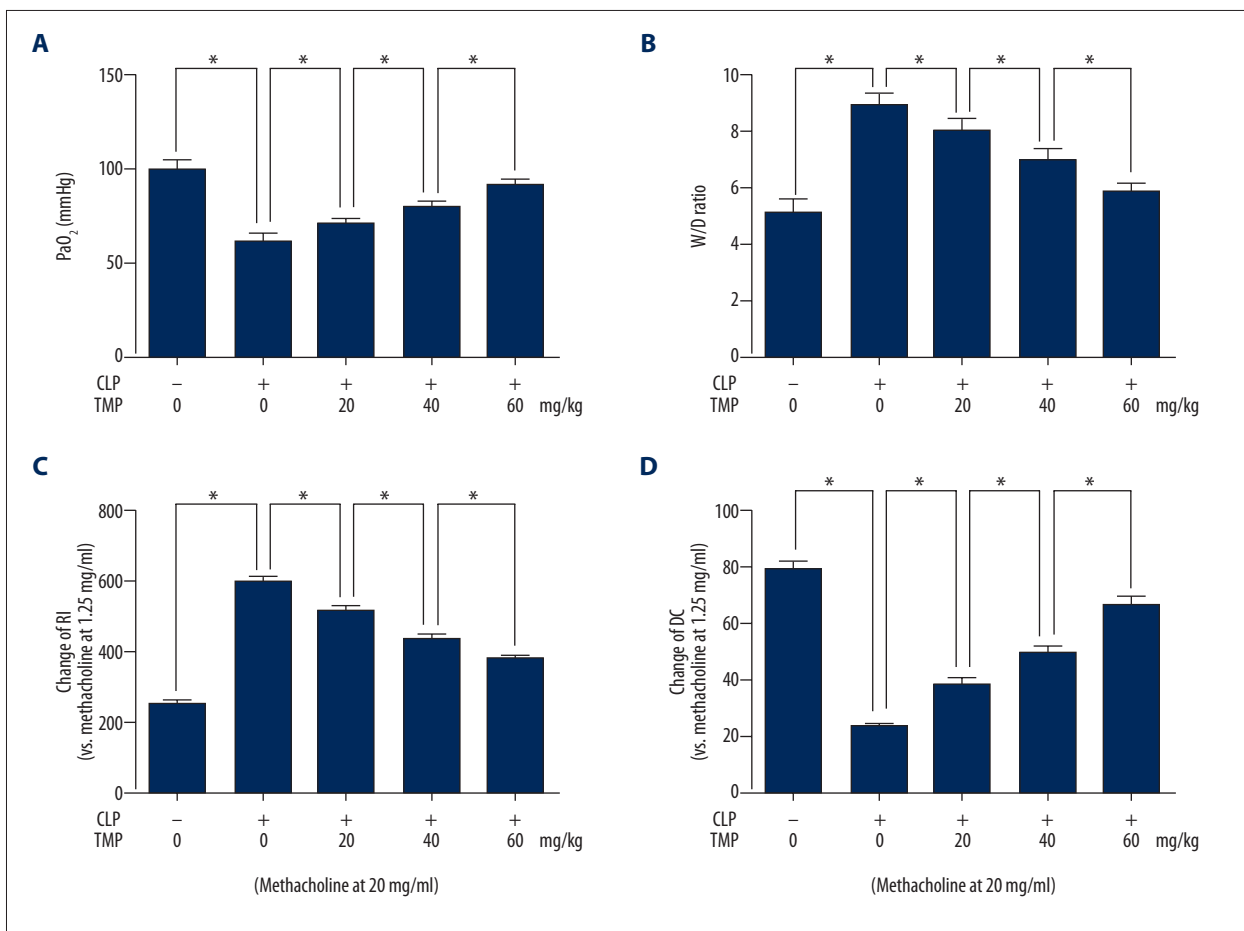 A
* * * *
150
100
50
0
PaO2 (mmHg)
CLP − + + + +
TMP 0 0 20 40 60 mg/kg
B
* * * *
10
8
6
4
2
0
W/D ratio
CLP − + + + +
TMP 0 0 20 40 60 mg/kg
C
* * * *
800
600
400
200
0
Change of RI
(vs. methacholine at 1.25 mg/ml)
CLP − + + + +
TMP 0 0 20 40 60 mg/kg
(Methacholine at 20 mg/ml)
D
* * * *
100
80
60
40
20
0
Change of DC
(vs. methacholine at 1.25 mg/ml)
CLP − + + + +
TMP 0 0 20 40 60 mg/kg
(Methacholine at 20 mg/ml)